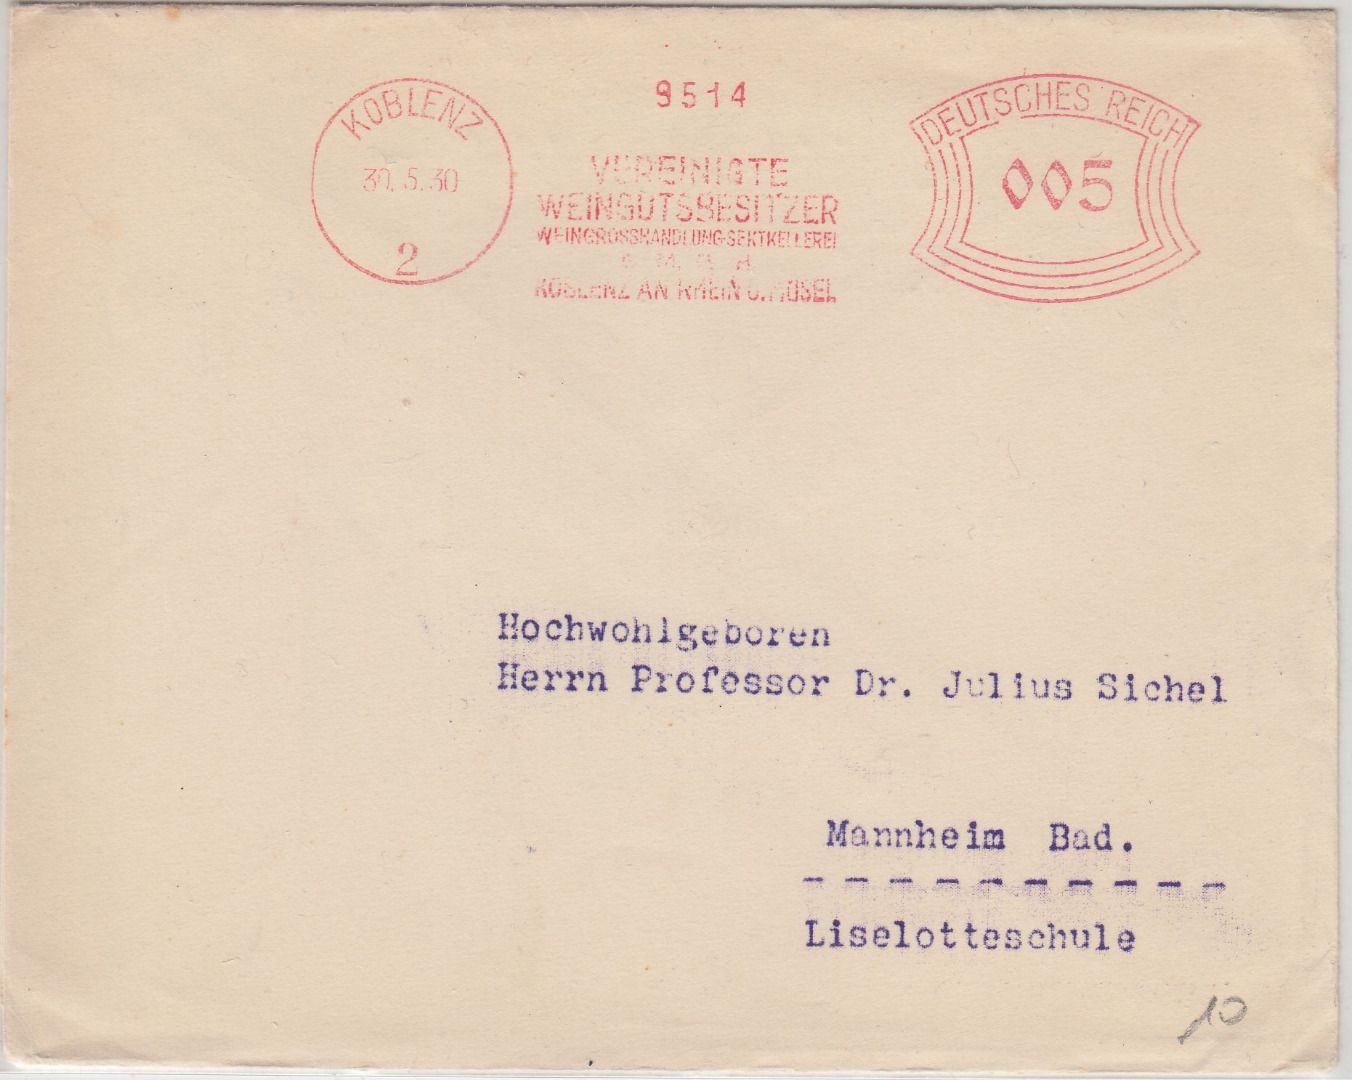 KOBLENZ
30.5.30
2
9514
VEREINIGTE
WEINGUTSBESITZER
WEINGROSSHANDLUNG-SEKTKELLEREI
G. M. B. H.
KOBLENZ AN RHEIN U. MOSEL
DEUTSCHES REICH
005
Hochwohlgeboren
Herrn Professor Dr. Julius Sichel
Mannheim Bad.
- - - - - - - - - -
Liselotteschule
10